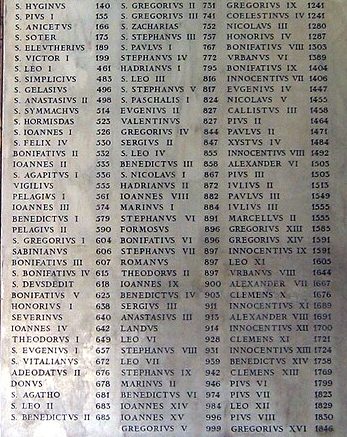 S. HYGINVS 140
S. PIVS I 155
S. ANICETVS 166
S. SOTER 175
S. ELEVTHERIVS 189
S. VICTOR I 199
S. LEO I 461
S. SIMPLICIVS 483
S. GELASIVS 496
S. ANASTASIVS II 498
S. SYMMACHVS 514
S. HORMISDAS 523
S. IOANNES I 526
S. FELIX IV 530
BONIFATIVS II 532
IOANNES II 535
S. AGAPITVS I 536
VIGILIVS 555
PELAGIVS I 561
IOANNES III 574
BENEDICTVS I 579
PELAGIVS II 590
S. GREGORIVS I 604
SABINIANVS 606
BONIFATIVS III 607
S. BONIFATIVS IV 615
S. DEVSDEDIT 618
BONIFATIVS V 625
HONORIVS I 638
SEVERINVS 640
IOANNES IV 642
THEODORVS I 649
S. EVGENIVS I 657
S. VITALIANVS 672
ADEODATVS II 676
DONVS 678
S. AGATHO 681
S. LEO II 683
S. BENEDICTVS II 685
S. GREGORIVS II 731
S. GREGORIVS III 741
S. ZACHARIAS 752
S. STEPHANVS III 757
S. PAVLVS I 767
STEPHANVS IV 772
HADRIANVS I 795
S. LEO III 816
S. STEPHANVS V 817
S. PASCHALIS I 824
EVGENIVS II 827
VALENTINVS 827
GREGORIVS IV 844
SERGIVS II 847
S. LEO IV 855
BENEDICTVS III 858
S. NICOLAVS I 867
HADRIANVS II 872
IOANNES VIII 882
MARINVS I 884
STEPHANVS VI 891
FORMOSVS 896
BONIFATIVS VI 896
STEPHANVS VII 897
ROMANVS 897
THEODORVS II 897
IOANNES IX 900
BENEDICTVS IV 903
SERGIVS III 911
ANASTASIVS III 913
LANDVS 914
LEO VI 928
STEPHANVS VIII 931
LEO VII 939
STEPHANVS IX 942
MARINVS II 946
BENEDICTVS VI 974
IOANNES XIV 984
IOANNES XV 996
GREGORIVS V 999
GREGORIVS IX 1241
COELESTINVS IV 1241
NICOLAVS III 1280
HONORIVS IV 1287
BONIFATIVS VIII 1303
VRBANVS VI 1389
BONIFATIVS IX 1404
INNOCENTIVS VII 1406
EVGENIVS IV 1447
NICOLAVS V 1455
CALLISTVS III 1458
PIVS II 1464
PAVLVS II 1471
XYSTVS IV 1484
INNOCENTIVS VIII 1492
ALEXANDER VI 1503
PIVS III 1503
IVLIVS II 1513
IVLIVS III 1555
MARCELLVS II 1555
GREGORIVS XIII 1585
GREGORIVS XIV 1591
INNOCENTIVS IX 1591
LEO XI 1605
VRBANVS VIII 1644
ALEXANDER VII 1667
CLEMENS X 1676
INNOCENTIVS XI 1689
ALEXANDER VIII 1691
INNOCENTIVS XII 1700
CLEMENS XI 1721
INNOCENTIVS XIII 1724
BENEDICTVS XIV 1758
CLEMENS XIII 1769
PIVS VI 1799
PIVS VII 1823
LEO XII 1829
PIVS VIII 1830
GREGORIVS XVI 1846